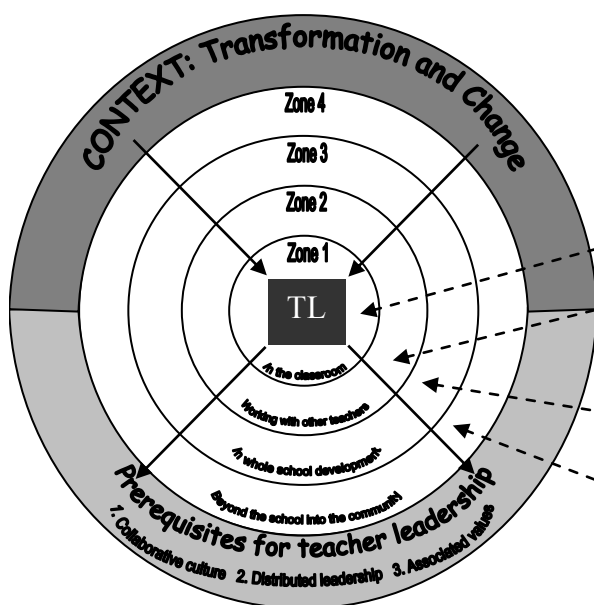 CONTEXT: Transformation and Change
Zone 4
Zone 3
Zone 2
Zone 1
TL
In the classroom
Working with other teachers
In whole school development
Beyond the school into the community
Prerequisites for teacher leadership
1. Collaborative culture 2. Distributed leadership 3. Associated values